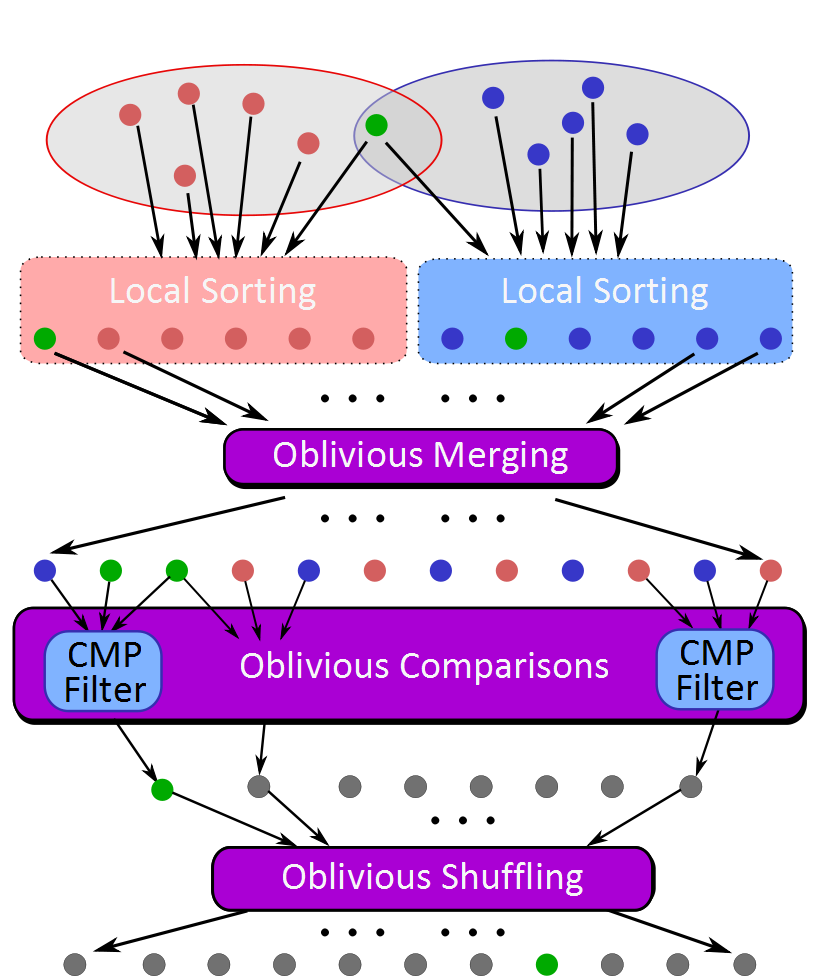 Local Sorting
Local Sorting
Oblivious Merging
CMP
Filter
Oblivious Comparisons
CMP
Filter
Oblivious Shuffling